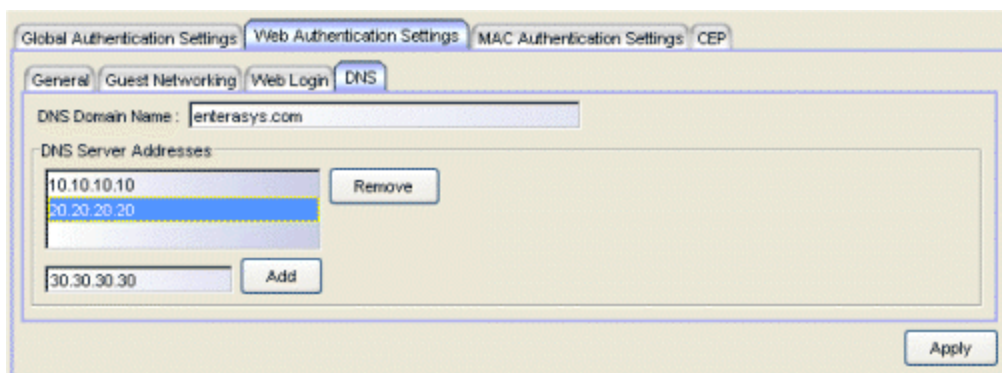 Global Authentication Settings Web Authentication Settings MAC Authentication Settings CEP
General Guest Networking Web Login DNS
DNS Domain Name : enterasys.com
DNS Server Addresses
10.10.10.10 Remove
20.20.20.20
30.30.30.30 Add
Apply